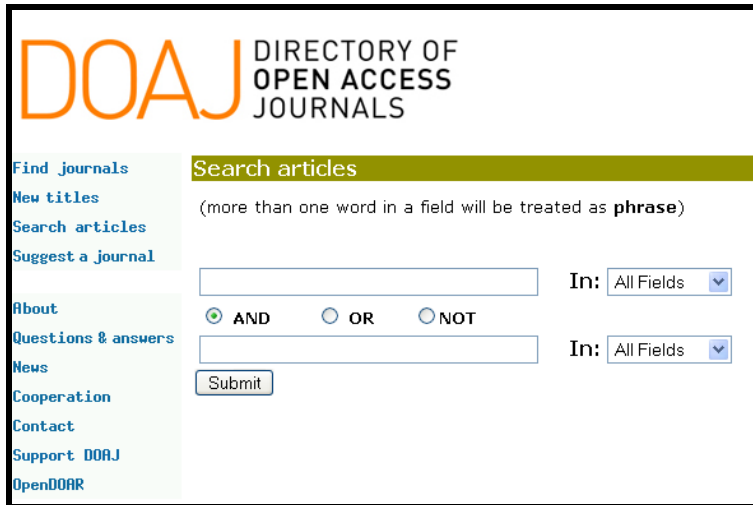 DOAJ
DIRECTORY OF
OPEN ACCESS
JOURNALS
Find journals
New titles
Search articles
Suggest a journal
About
Questions & answers
News
Cooperation
Contact
Support DOAJ
OpenDOAR
Search articles
(more than one word in a field will be treated as phrase)
In: All Fields
AND OR NOT
In: All Fields
Submit